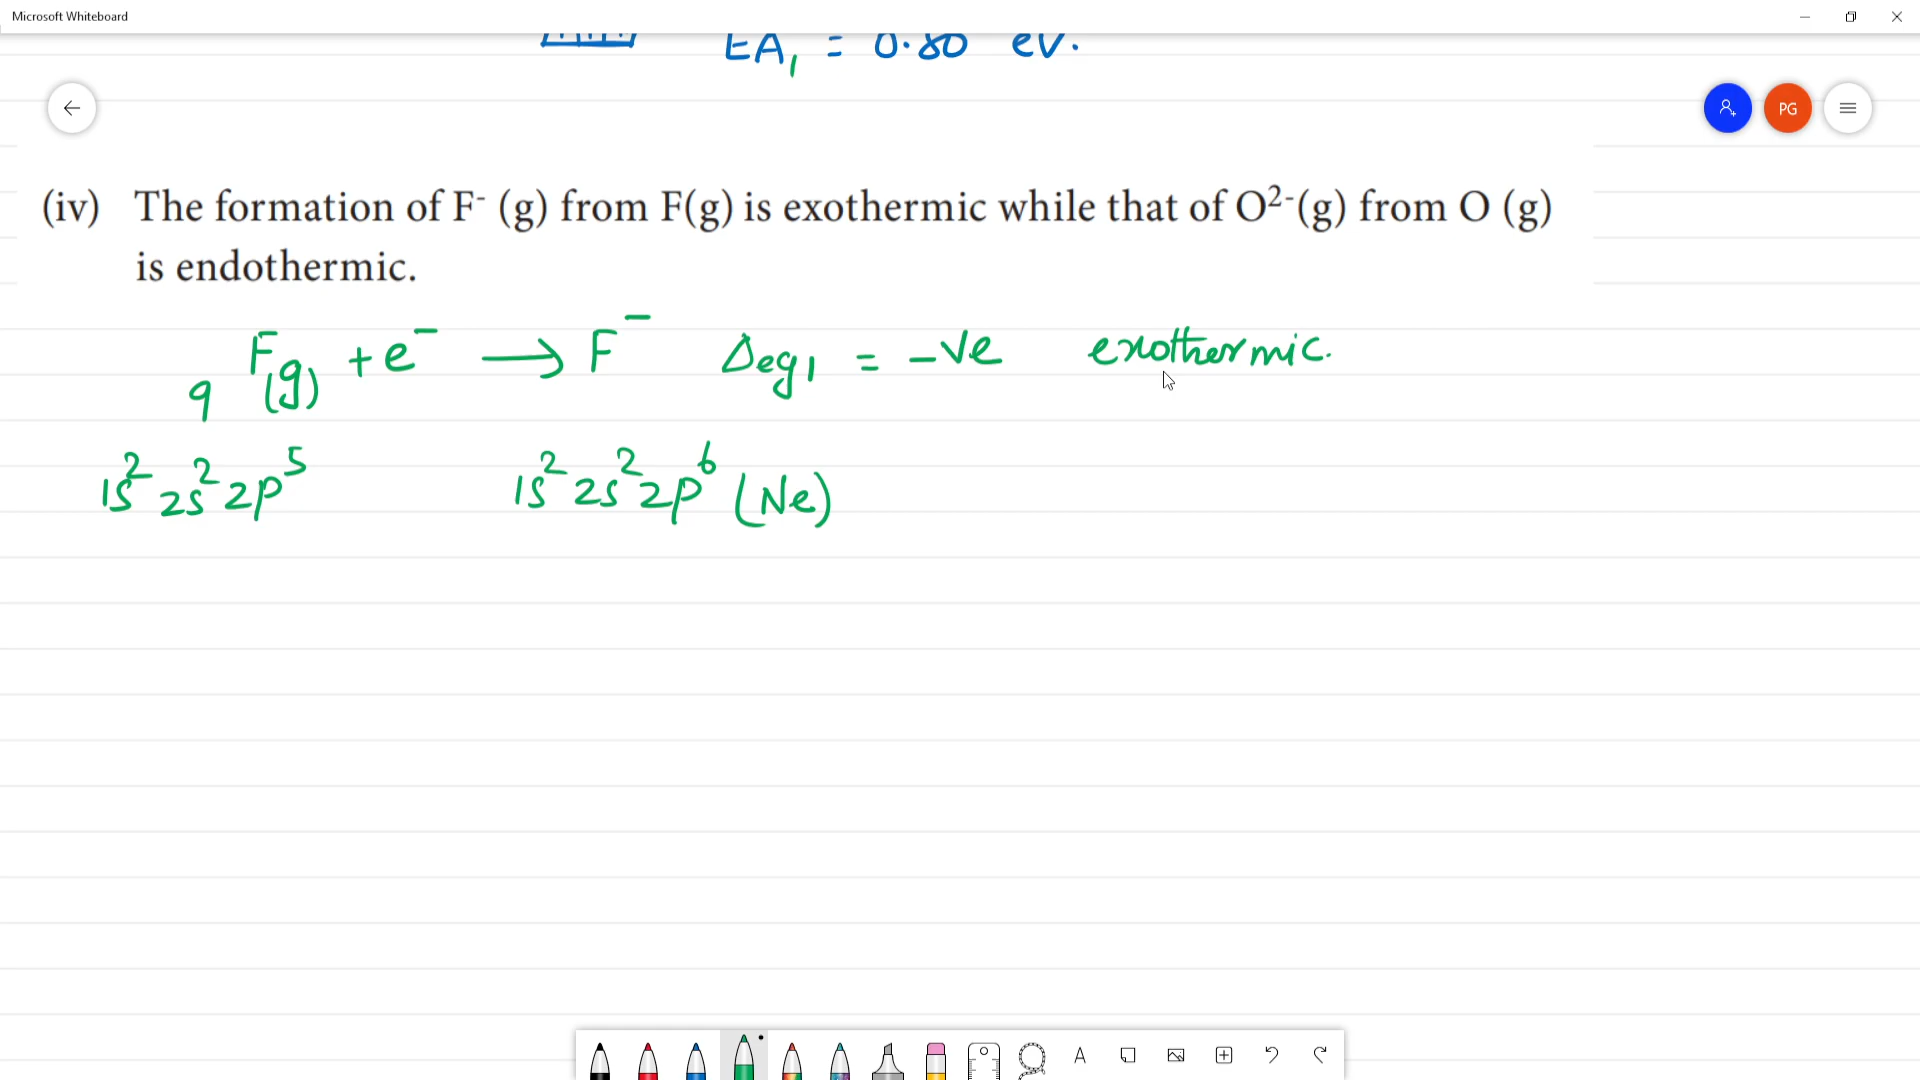 Microsoft Whiteboard
EA₁ = 0.80 eV.
PG
(iv) The formation of F⁻ (g) from F(g) is exothermic while that of O²⁻(g) from O (g)
is endothermic.
₉F(g) + e⁻ → F⁻ Δeg₁ = -ve exothermic.
1s² 2s² 2p⁵ 1s² 2s² 2p⁶ (Ne)
A